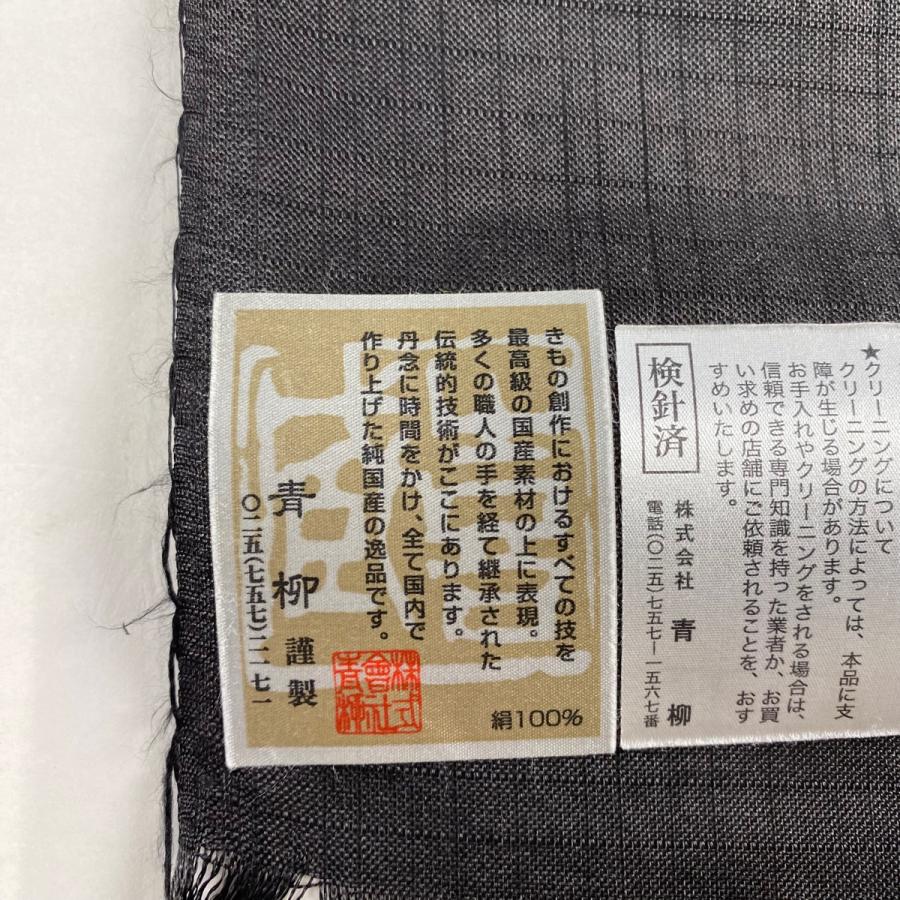 ★クリーニングについて
クリーニングの方法によっては、本品に支
障が生じる場合があります。
お手入れやクリーニングをされる場合は、
信頼できる専門知識を持った業者か、お買
い求めの店舗にご依頼されることを、おす
すめいたします。
検針済
株式会社 青柳
電話(〇二五)七五七―一五六七番
きもの創作におけるすべての技を
最高級の国産素材の上に表現。
多くの職人の手を経て継承された
伝統的技術がここにあります。
丹念に時間をかけ、全て国内で
作り上げた純国産の逸品です。
青柳 謹製
〇二五(七五七)二一七一
株式
會社
青柳
絹100%